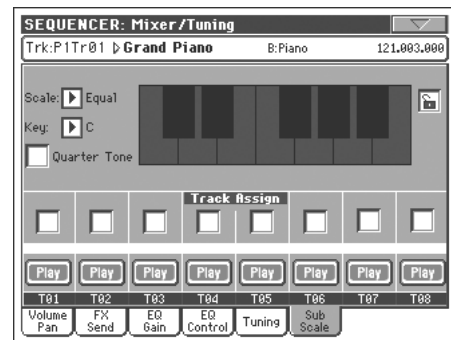 SEQUENCER: Mixer/Tuning
Trk:P1Tr01 Grand Piano B:Piano 121.003.000
Scale: Equal
Key: C
Quarter Tone
Track Assign
Play Play Play Play Play Play Play Play
T01 T02 T03 T04 T05 T06 T07 T08
Volume Pan FX Send EQ Gain EQ Control Tuning Sub Scale